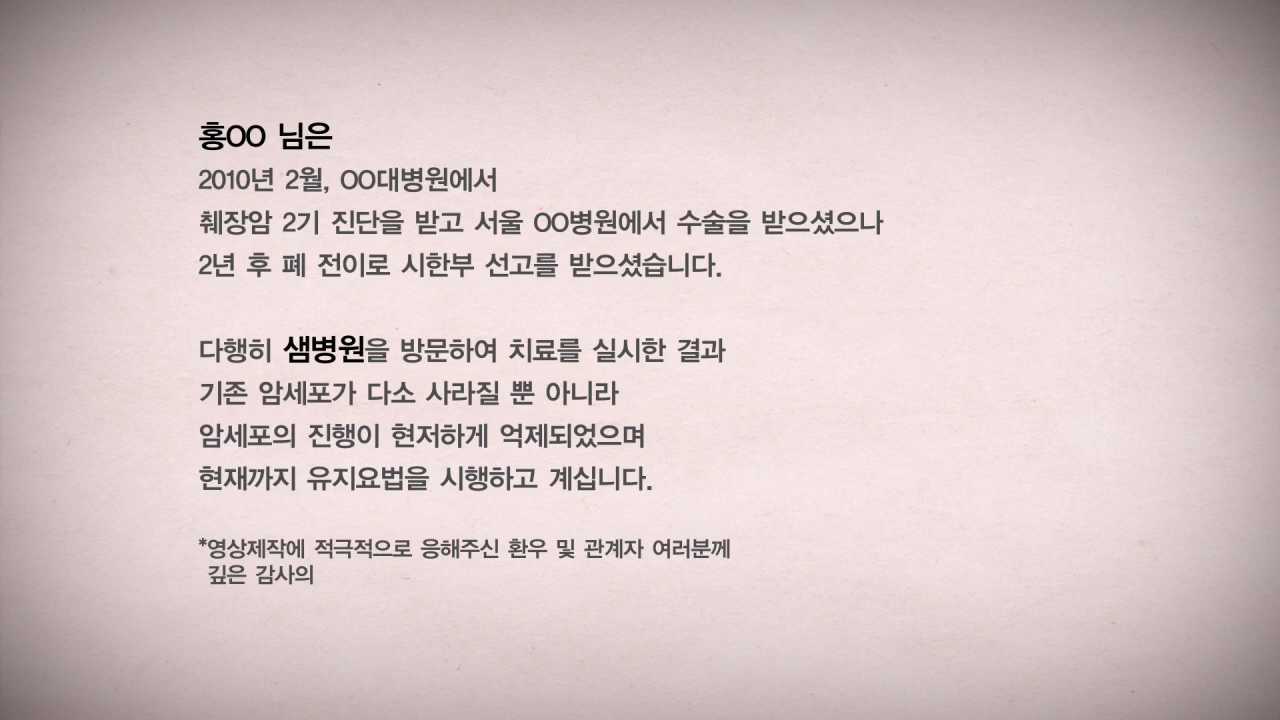 홍OO 님은
2010년 2월, OO대병원에서
췌장암 2기 진단을 받고 서울 OO병원에서 수술을 받으셨으나
2년 후 폐 전이로 시한부 선고를 받으셨습니다.
다행히 샘병원을 방문하여 치료를 실시한 결과
기존 암세포가 다소 사라질 뿐 아니라
암세포의 진행이 현저하게 억제되었으며
현재까지 유지요법을 시행하고 계십니다.
*영상제작에 적극적으로 응해주신 환우 및 관계자 여러분께
깊은 감사의